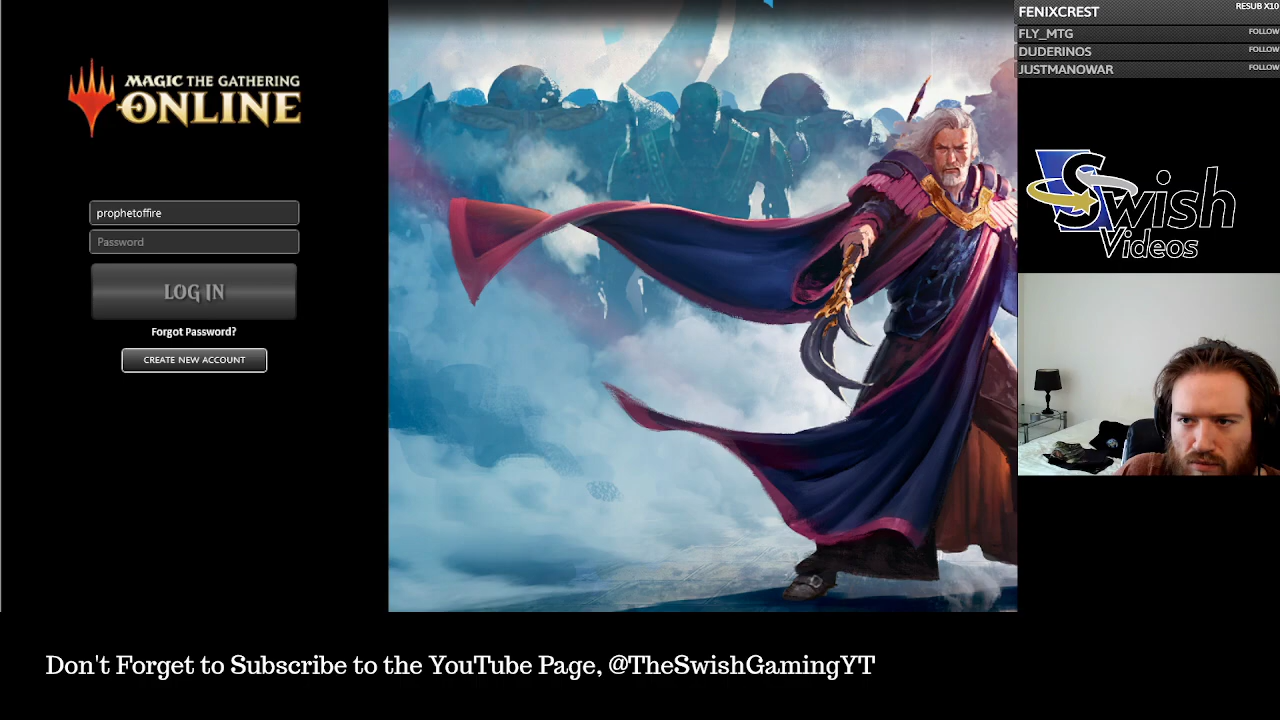 MAGIC THE GATHERING
ONLINE
prophetoffire
Password
LOG IN
Forgot Password?
CREATE NEW ACCOUNT
FENIXCREST RESUB X10
FLY_MTG FOLLOW
DUDERINOS FOLLOW
JUSTMANOWAR FOLLOW
Swish
Videos
Don't Forget to Subscribe to the YouTube Page, @TheSwishGamingYT